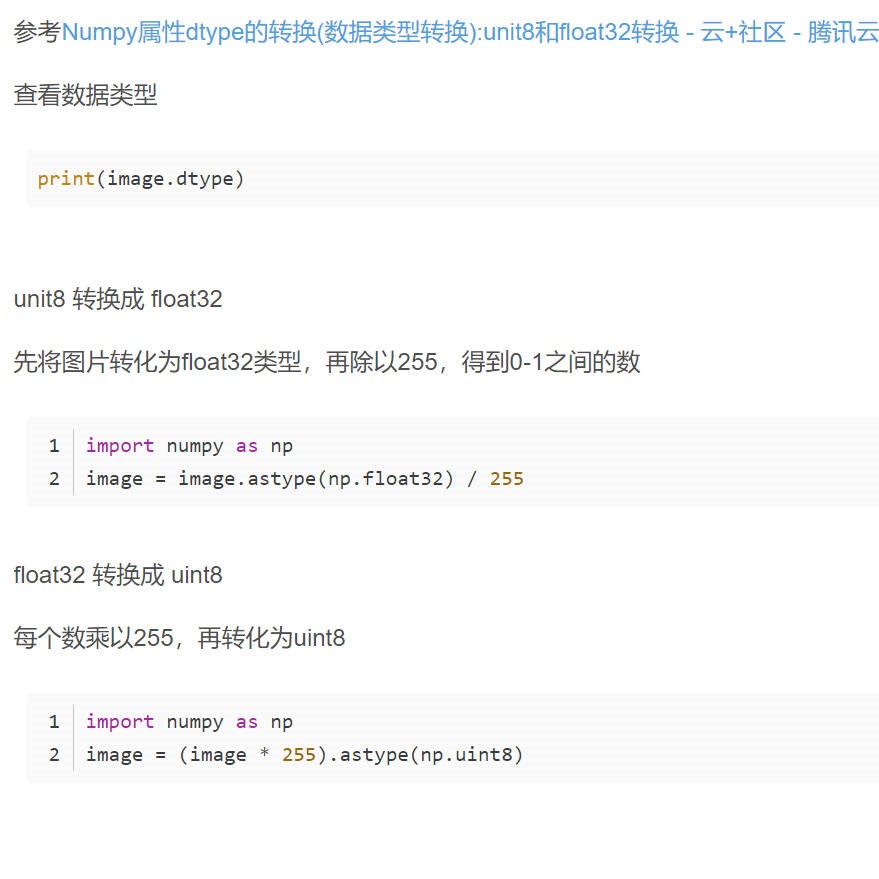 参考Numpy属性dtype的转换(数据类型转换):unit8和float32转换 - 云+社区 - 腾讯云
查看数据类型
print(image.dtype)
unit8 转换成 float32
先将图片转化为float32类型，再除以255，得到0-1之间的数
1 import numpy as np
2 image = image.astype(np.float32) / 255
float32 转换成 uint8
每个数乘以255，再转化为uint8
1 import numpy as np
2 image = (image * 255).astype(np.uint8)